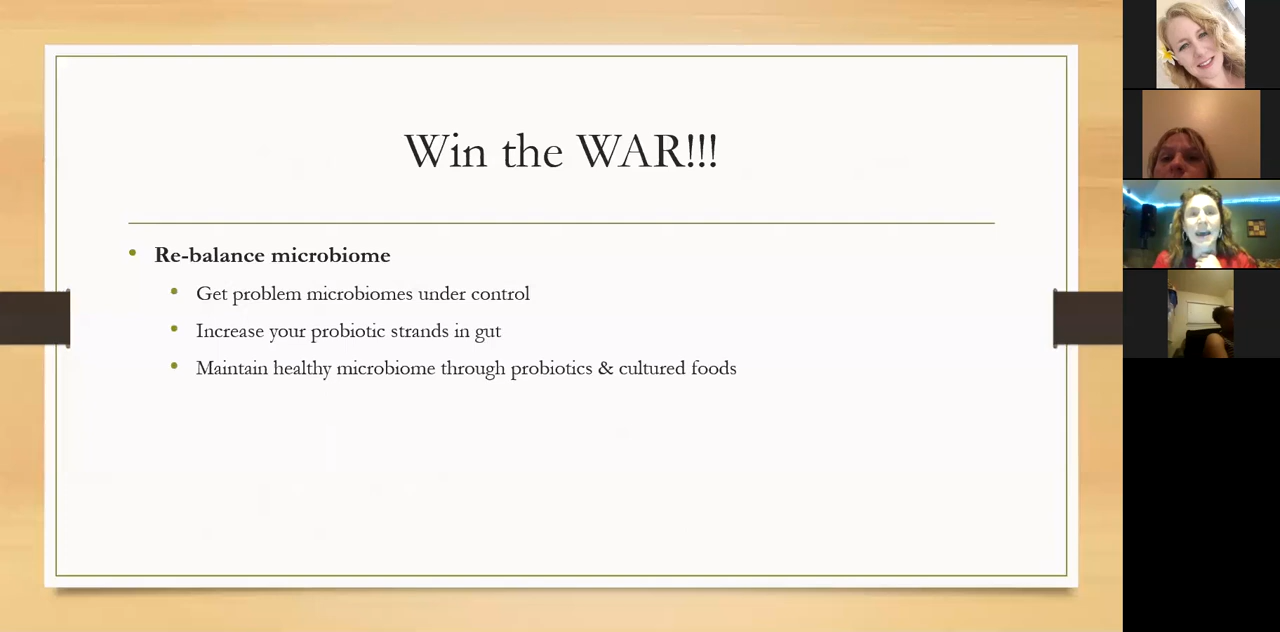 Win the WAR!!!
Re-balance microbiome
Get problem microbiomes under control
Increase your probiotic strands in gut
Maintain healthy microbiome through probiotics & cultured foods